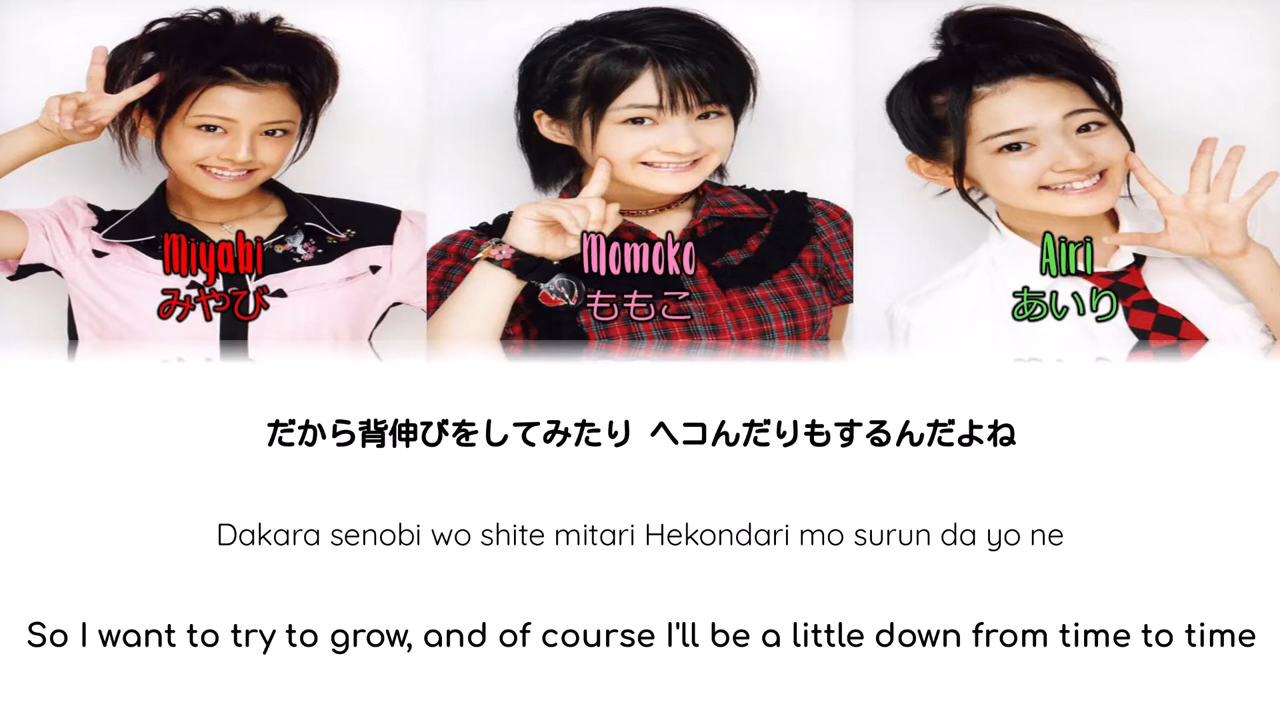 Miyabi
みやび
Momoko
ももこ
Airi
あいり
だから背伸びをしてみたり ヘコんだりもするんだよね
Dakara senobi wo shite mitari Hekondari mo surun da yo ne
So I want to try to grow, and of course I'll be a little down from time to time